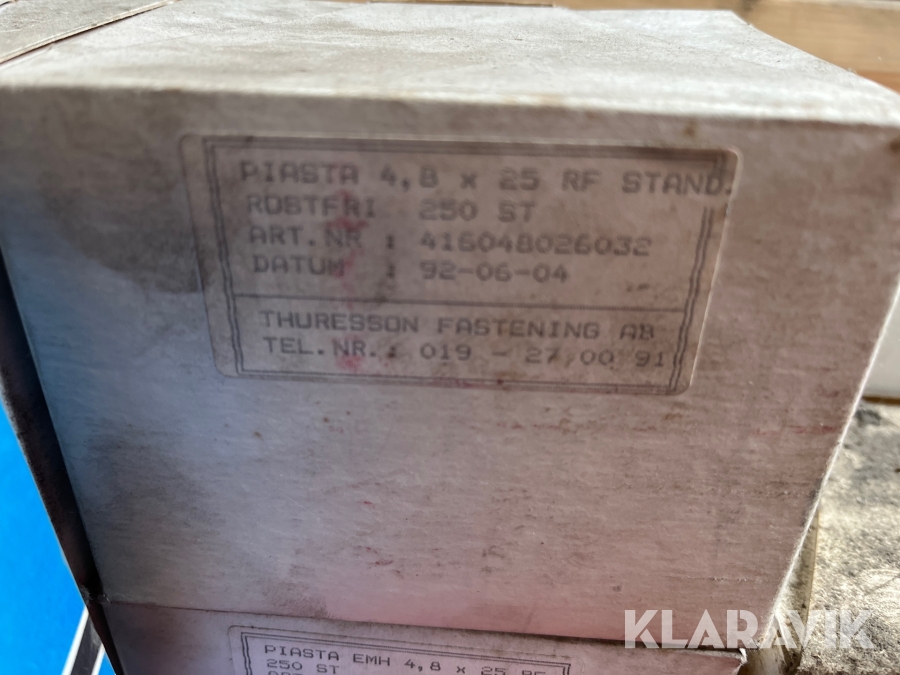 PIASTA 4,8 x 25 RF STAND.
ROSTFRI 250 ST
ART.NR : 416048026032
DATUM : 92-06-04
THURESSON FASTENING AB
TEL.NR.: 019 - 27 00 91
PIASTA EMH 4,8 x 25 RF
250 ST
KLARAVIK